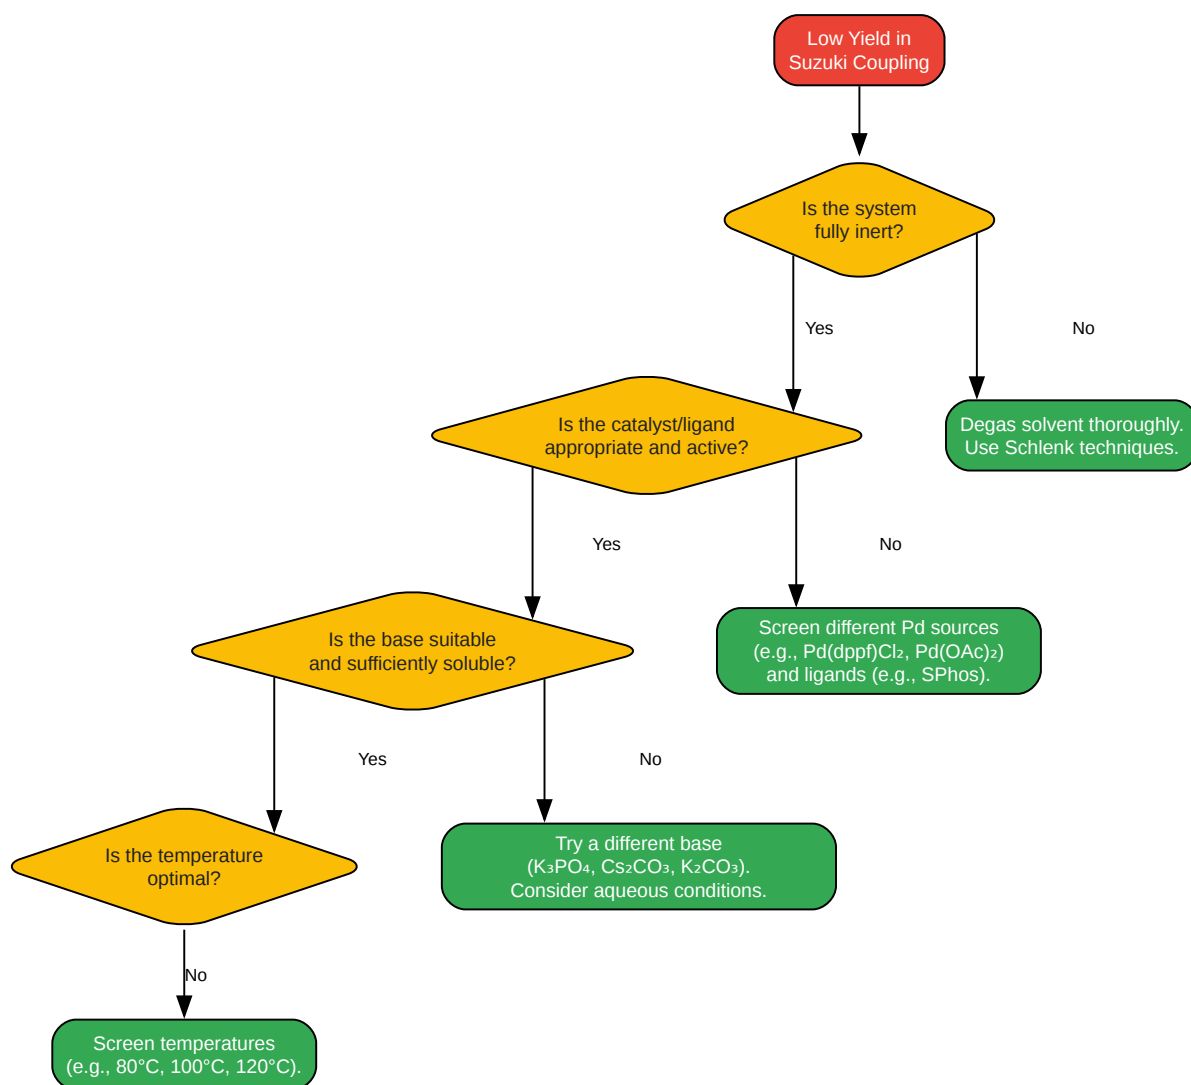 Low Yield in
Suzuki Coupling
Is the system
fully inert?
Yes
No
Is the catalyst/ligand
appropriate and active?
Degas solvent thoroughly.
Use Schlenk techniques.
Yes
No
Is the base suitable
and sufficiently soluble?
Screen different Pd sources
(e.g., Pd(dppf)Cl₂, Pd(OAc)₂)
and ligands (e.g., SPhos).
Yes
No
Is the temperature
optimal?
Try a different base
(K₃PO₄, Cs₂CO₃, K₂CO₃).
Consider aqueous conditions.
No
Screen temperatures
(e.g., 80°C, 100°C, 120°C).